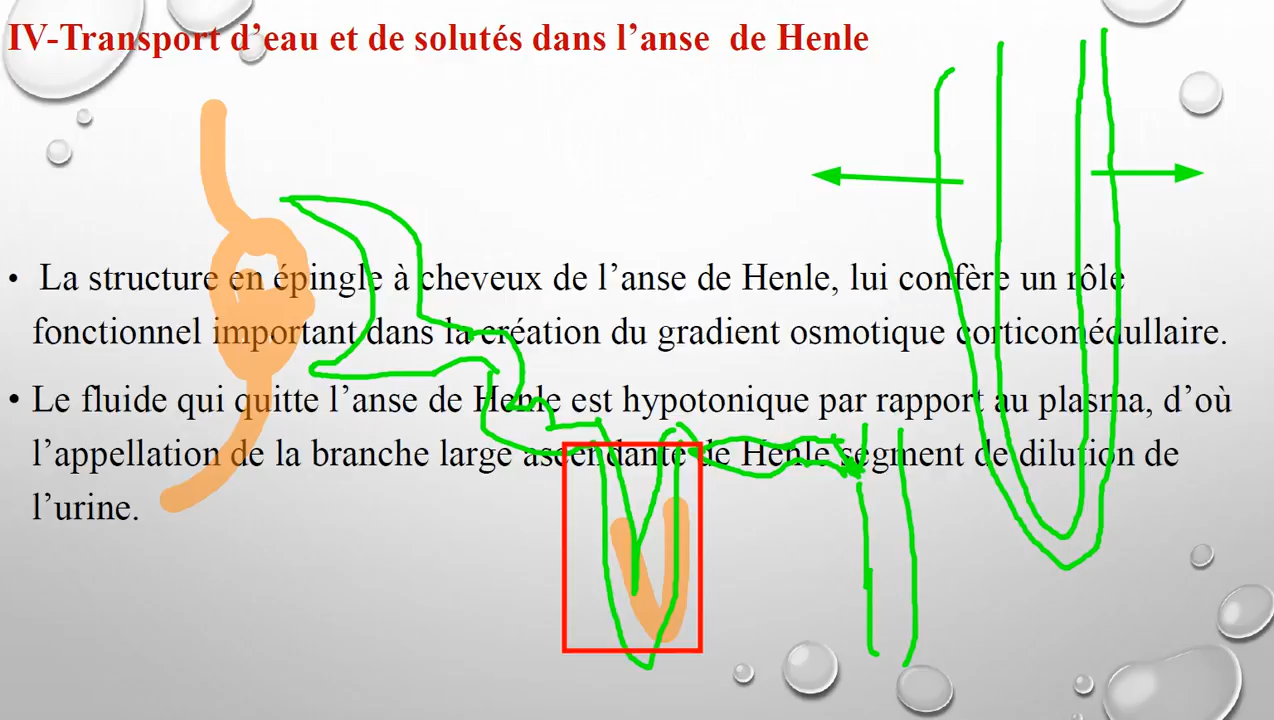 IV-Transport d’eau et de solutés dans l’anse de Henle
• La structure en épingle à cheveux de l’anse de Henle, lui confère un rôle
fonctionnel important dans la création du gradient osmotique corticomédullaire.
• Le fluide qui quitte l’anse de Henle est hypotonique par rapport au plasma, d’où
l’appellation de la branche large ascendante de Henle segment de dilution de
l’urine.